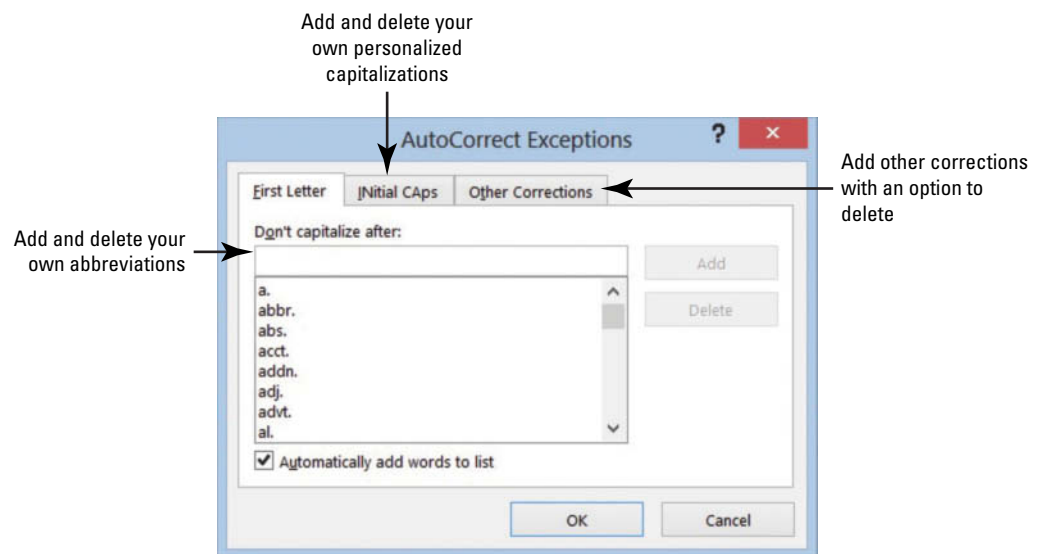 Add and delete your
own personalized
capitalizations
AutoCorrect Exceptions
?
×
Add other corrections
with an option to
delete
First Letter
INitial CAps
Other Corrections
Add and delete your
own abbreviations
Don't capitalize after:
Add
Delete
a.
abbr.
abs.
acct.
addn.
adj.
advt.
al.
Automatically add words to list
OK
Cancel